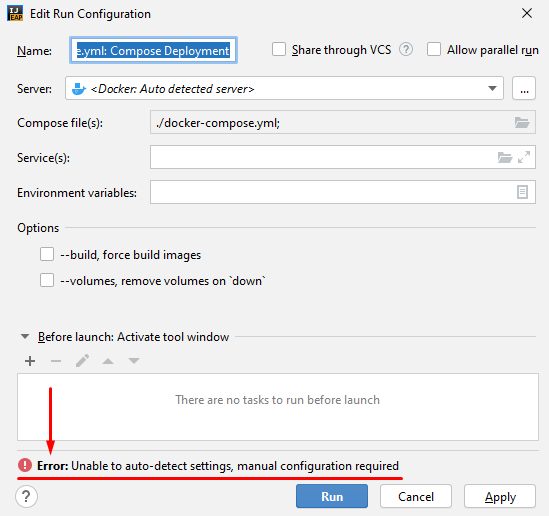 IJ
EAP
Edit Run Configuration
Name: e.yml: Compose Deployment Share through VCS ? Allow parallel run
Server: <Docker: Auto detected server> ...
Compose file(s): ./docker-compose.yml;
Service(s):
Environment variables:
Options
--build, force build images
--volumes, remove volumes on `down`
Before launch: Activate tool window
There are no tasks to run before launch
Error: Unable to auto-detect settings, manual configuration required
? Run Cancel Apply